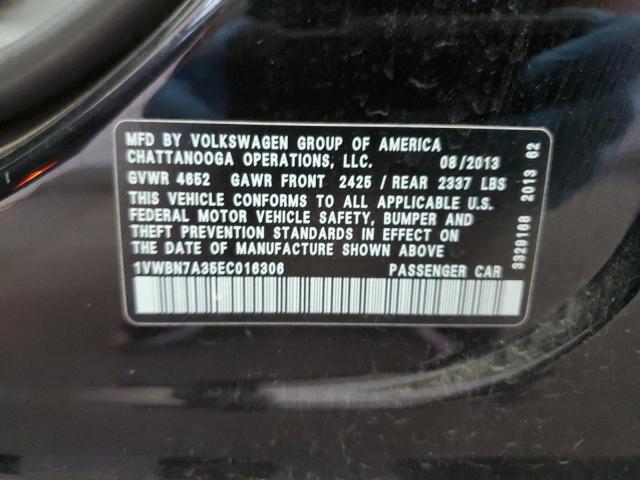 MFD BY VOLKSWAGEN GROUP OF AMERICA
CHATTANOOGA OPERATIONS, LLC. 08/2013
GVWR 4652 GAWR FRONT 2425 / REAR 2337 LBS
THIS VEHICLE CONFORMS TO ALL APPLICABLE U.S.
FEDERAL MOTOR VEHICLE SAFETY, BUMPER AND
THEFT PREVENTION STANDARDS IN EFFECT ON
THE DATE OF MANUFACTURE SHOWN ABOVE
1VWBN7A35EC016306 PASSENGER CAR
3329168 2013 62